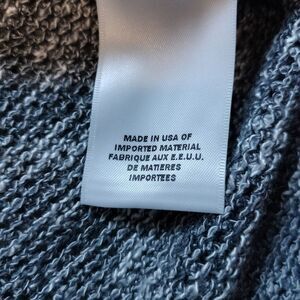 MADE IN USA OF
IMPORTED MATERIAL
FABRIQUE AUX E.E.U.U.
DE MATIERES
IMPORTEES